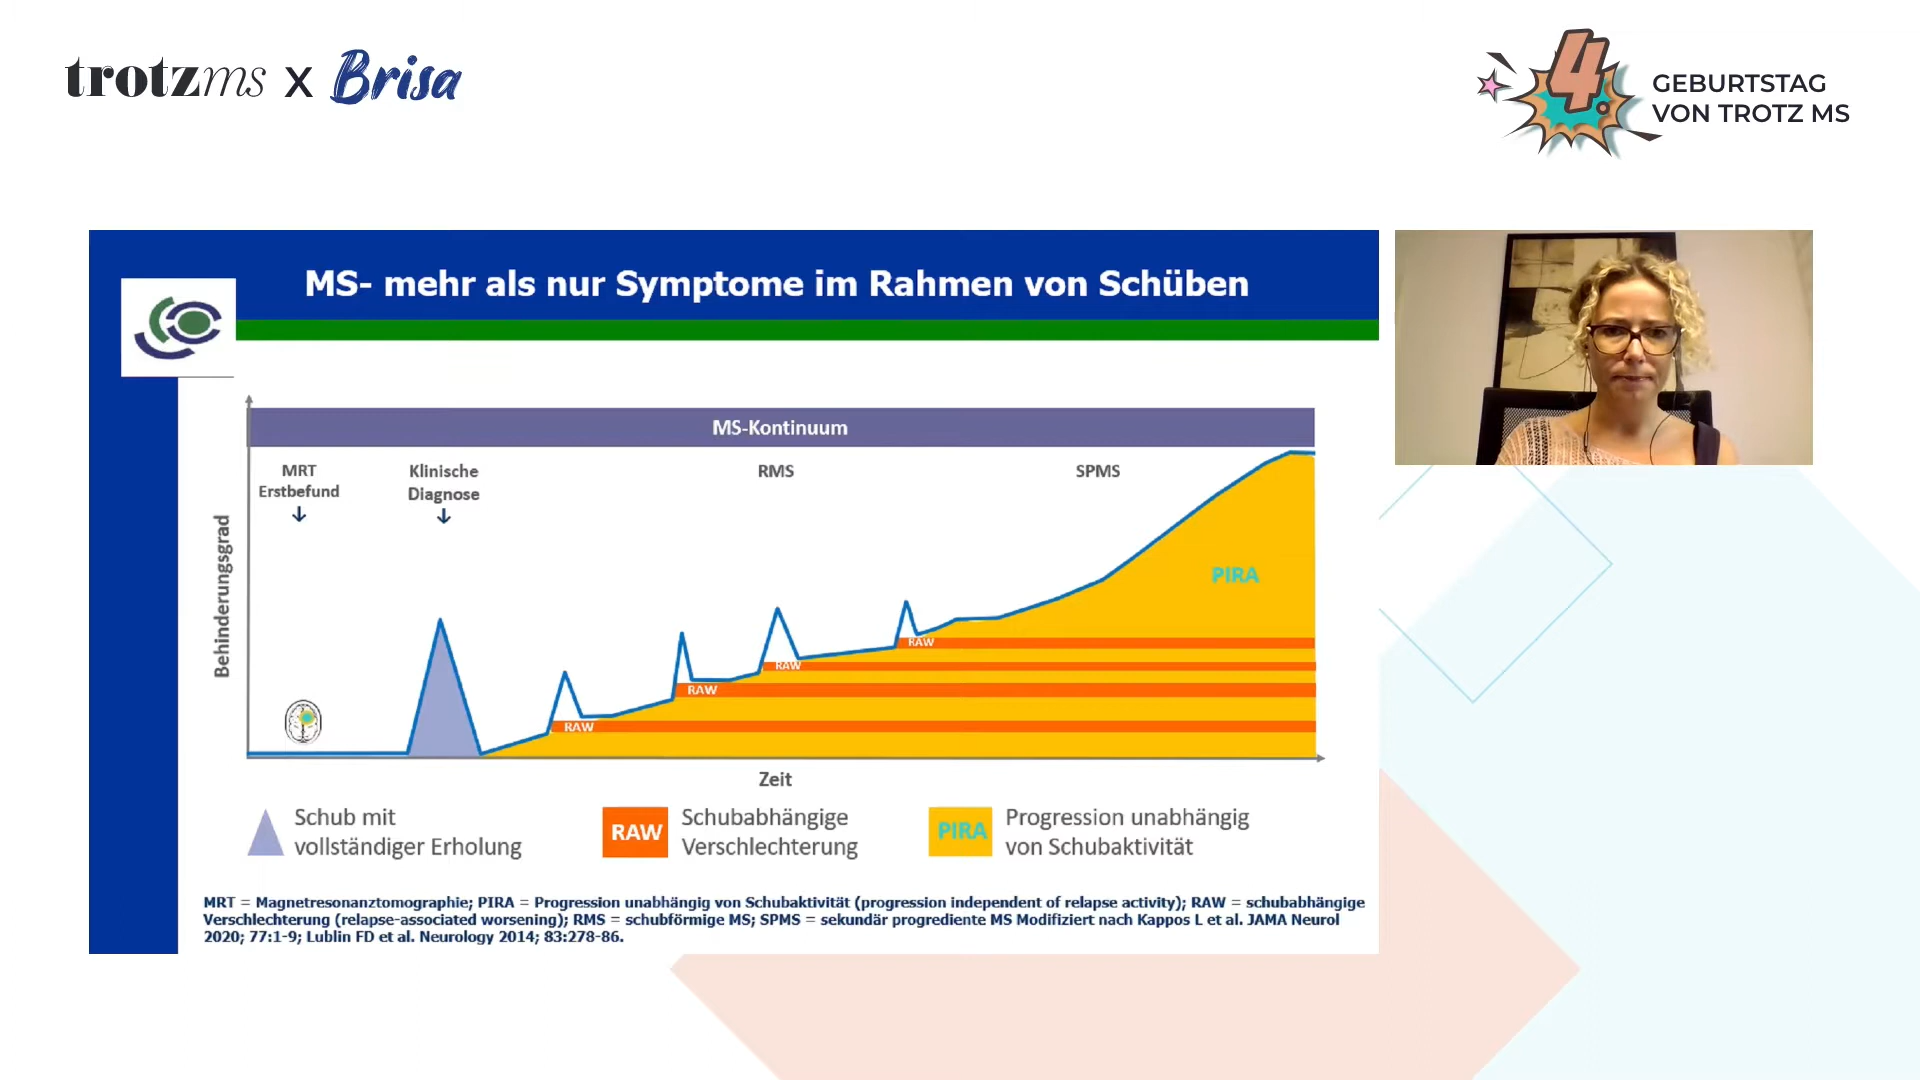 trotzms x Brisa
4.
GEBURTSTAG
VON TROTZ MS
MS- mehr als nur Symptome im Rahmen von Schüben
MS-Kontinuum
MRT
Erstbefund
↓
Klinische
Diagnose
↓
RMS
SPMS
Behinderungsgrad
PIRA
RAW
RAW
RAW
RAW
Zeit
Schub mit
vollständiger Erholung
RAW
Schubabhängige
Verschlechterung
PIRA
Progression unabhängig
von Schubaktivität
MRT = Magnetresonanztomographie; PIRA = Progression unabhängig von Schubaktivität (progression independent of relapse activity); RAW = schubabhängige
Verschlechterung (relapse-associated worsening); RMS = schubförmige MS; SPMS = sekundär progrediente MS Modifiziert nach Kappos L et al. JAMA Neurol
2020; 77:1-9; Lublin FD et al. Neurology 2014; 83:278-86.